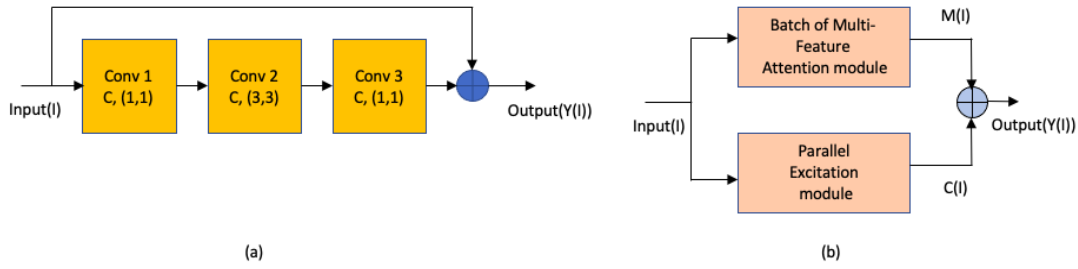 Conv 1
C, (1,1)
Conv 2
C, (3,3)
Conv 3
C, (1,1)
Input(I)
Output(Y(I))
(a)
Batch of Multi-
Feature
Attention module
M(I)
Input(I)
Output(Y(I))
Parallel
Excitation
module
C(I)
(b)